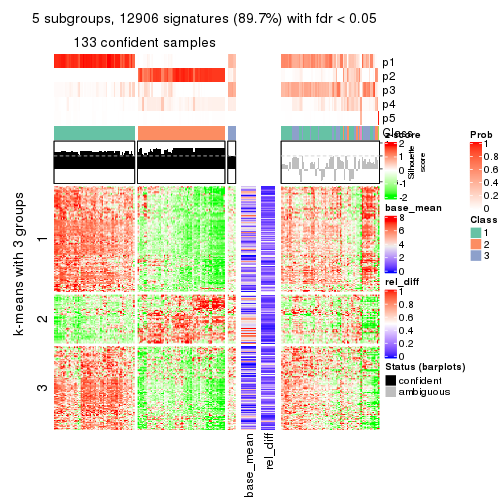 5 subgroups, 12906 signatures (89.7%) with fdr < 0.05
133 confident samples
p1
p2
p3
p4
p5
Class
z-score
2
1
0
-1
-2
Silhouette
score
Prob
1
0.8
0.6
0.4
0.2
0
base_mean
8
6
4
2
0
Class
1
2
3
rel_diff
1
0.8
0.6
0.4
0.2
0
Status (barplots)
confident
ambiguous
k-means with 3 groups
1
2
3
base_mean
rel_diff